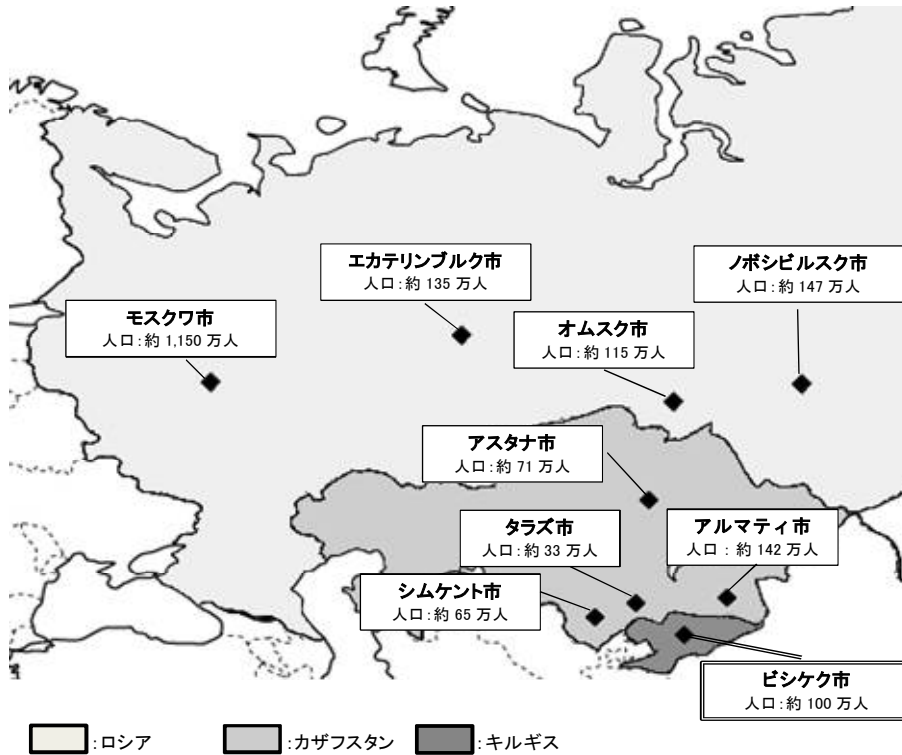 エカテリンブルク市
人口：約 135 万人
ノボシビルスク市
人口：約 147 万人
モスクワ市
人口：約 1,150 万人
オムスク市
人口：約 115 万人
アスタナ市
人口：約 71 万人
タラズ市
人口：約 33 万人
アルマティ市
人口 ： 約 142 万人
シムケント市
人口：約 65 万人
ビシケク市
人口：約 100 万人
：ロシア
：カザフスタン
：キルギス